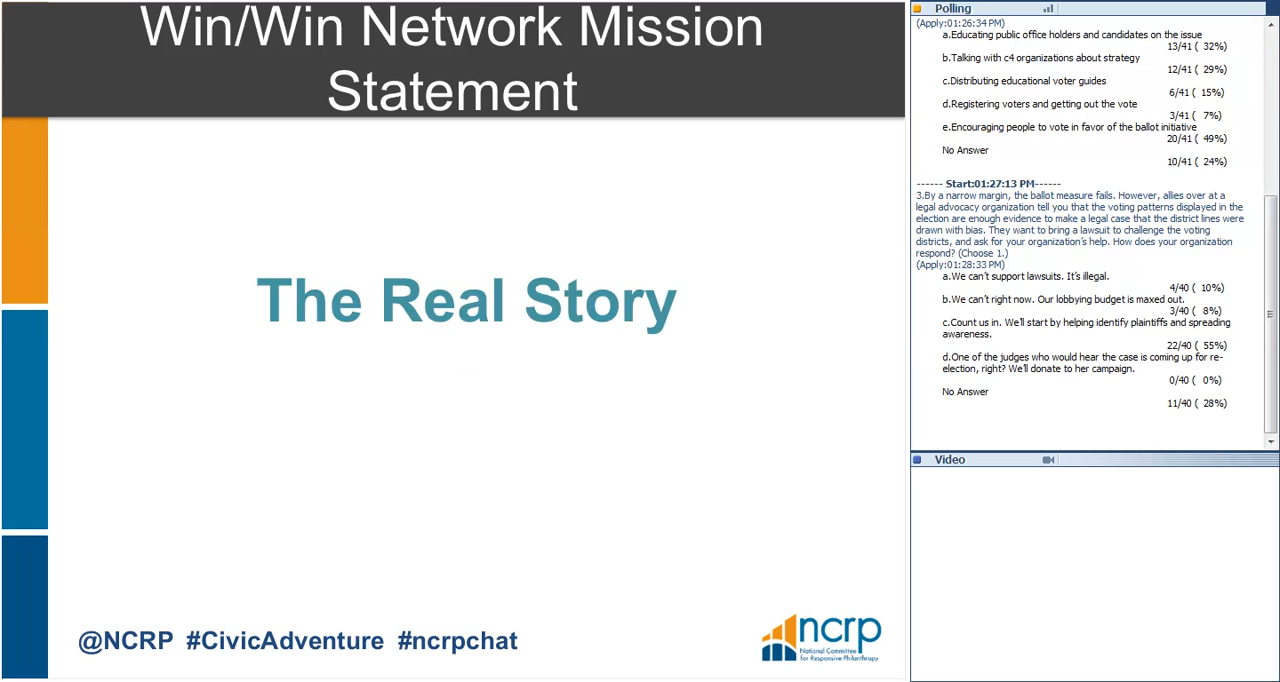 Win/Win Network Mission
Statement
The Real Story
@NCRP #CivicAdventure #ncrpchat
ncrp
National Committee
for Responsive Philanthropy
Polling
(Apply:01:26:34 PM)
a.Educating public office holders and candidates on the issue
13/41 ( 32%)
b.Talking with c4 organizations about strategy
12/41 ( 29%)
c.Distributing educational voter guides
6/41 ( 15%)
d.Registering voters and getting out the vote
3/41 ( 7%)
e.Encouraging people to vote in favor of the ballot initiative
20/41 ( 49%)
No Answer
10/41 ( 24%)
------ Start:01:27:13 PM------
3.By a narrow margin, the ballot measure fails. However, allies over at a
legal advocacy organization tell you that the voting patterns displayed in the
election are enough evidence to make a legal case that the district lines were
drawn with bias. They want to bring a lawsuit to challenge the voting
districts, and ask for your organization's help. How does your organization
respond? (Choose 1.)
(Apply:01:28:33 PM)
a.We can't support lawsuits. It's illegal.
4/40 ( 10%)
b.We can't right now. Our lobbying budget is maxed out.
3/40 ( 8%)
c.Count us in. We'll start by helping identify plaintiffs and spreading
awareness.
22/40 ( 55%)
d.One of the judges who would hear the case is coming up for re-
election, right? We'll donate to her campaign.
0/40 ( 0%)
No Answer
11/40 ( 28%)
Video